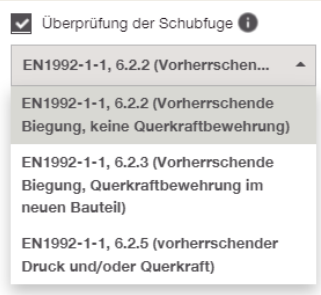 Überprüfung der Schubfuge i
EN1992-1-1, 6.2.2 (Vorherrschen...
EN1992-1-1, 6.2.2 (Vorherrschende
Biegung, keine Querkraftbewehrung)
EN1992-1-1, 6.2.3 (Vorherrschende
Biegung, Querkraftbewehrung im
neuen Bauteil)
EN1992-1-1, 6.2.5 (vorherrschender
Druck und/oder Querkraft)